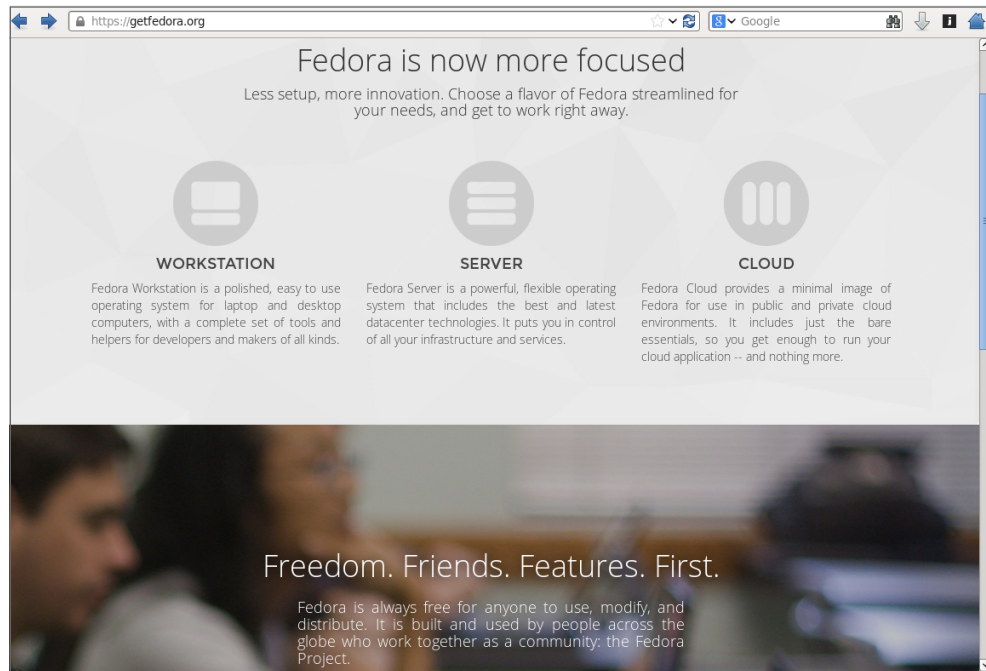 https://getfedora.org
8
Google
i
Fedora is now more focused
Less setup, more innovation. Choose a flavor of Fedora streamlined for
your needs, and get to work right away.
WORKSTATION
Fedora Workstation is a polished, easy to use
operating system for laptop and desktop
computers, with a complete set of tools and
helpers for developers and makers of all kinds.
SERVER
Fedora Server is a powerful, flexible operating
system that includes the best and latest
datacenter technologies. It puts you in control
of all your infrastructure and services.
CLOUD
Fedora Cloud provides a minimal image of
Fedora for use in public and private cloud
environments. It includes just the bare
essentials, so you get enough to run your
cloud application -- and nothing more.
Freedom. Friends. Features. First.
Fedora is always free for anyone to use, modify, and
distribute. It is built and used by people across the
globe who work together as a community: the Fedora
Project.